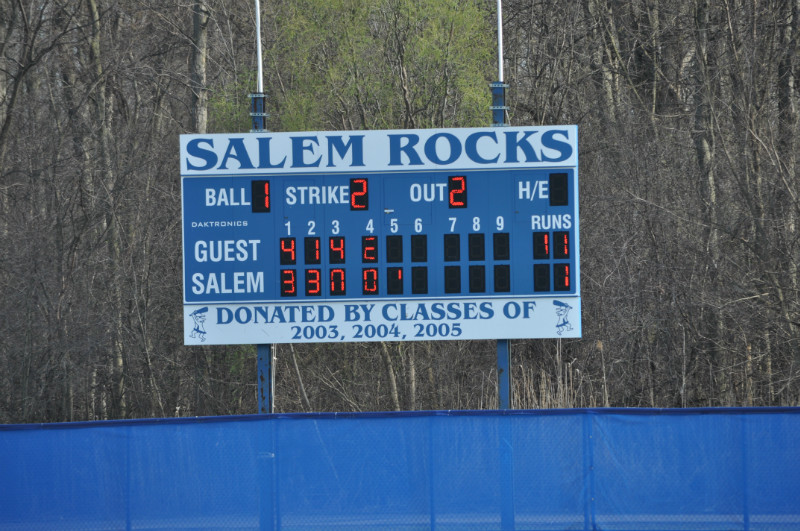 SALEM ROCKS
BALL 1 STRIKE 2 OUT 2 H/E
DAKTRONICS 1 2 3 4 5 6 7 8 9 RUNS
GUEST 4 1 4 2 11
SALEM 3 3 0 0 ' 1
DONATED BY CLASSES OF
2003, 2004, 2005